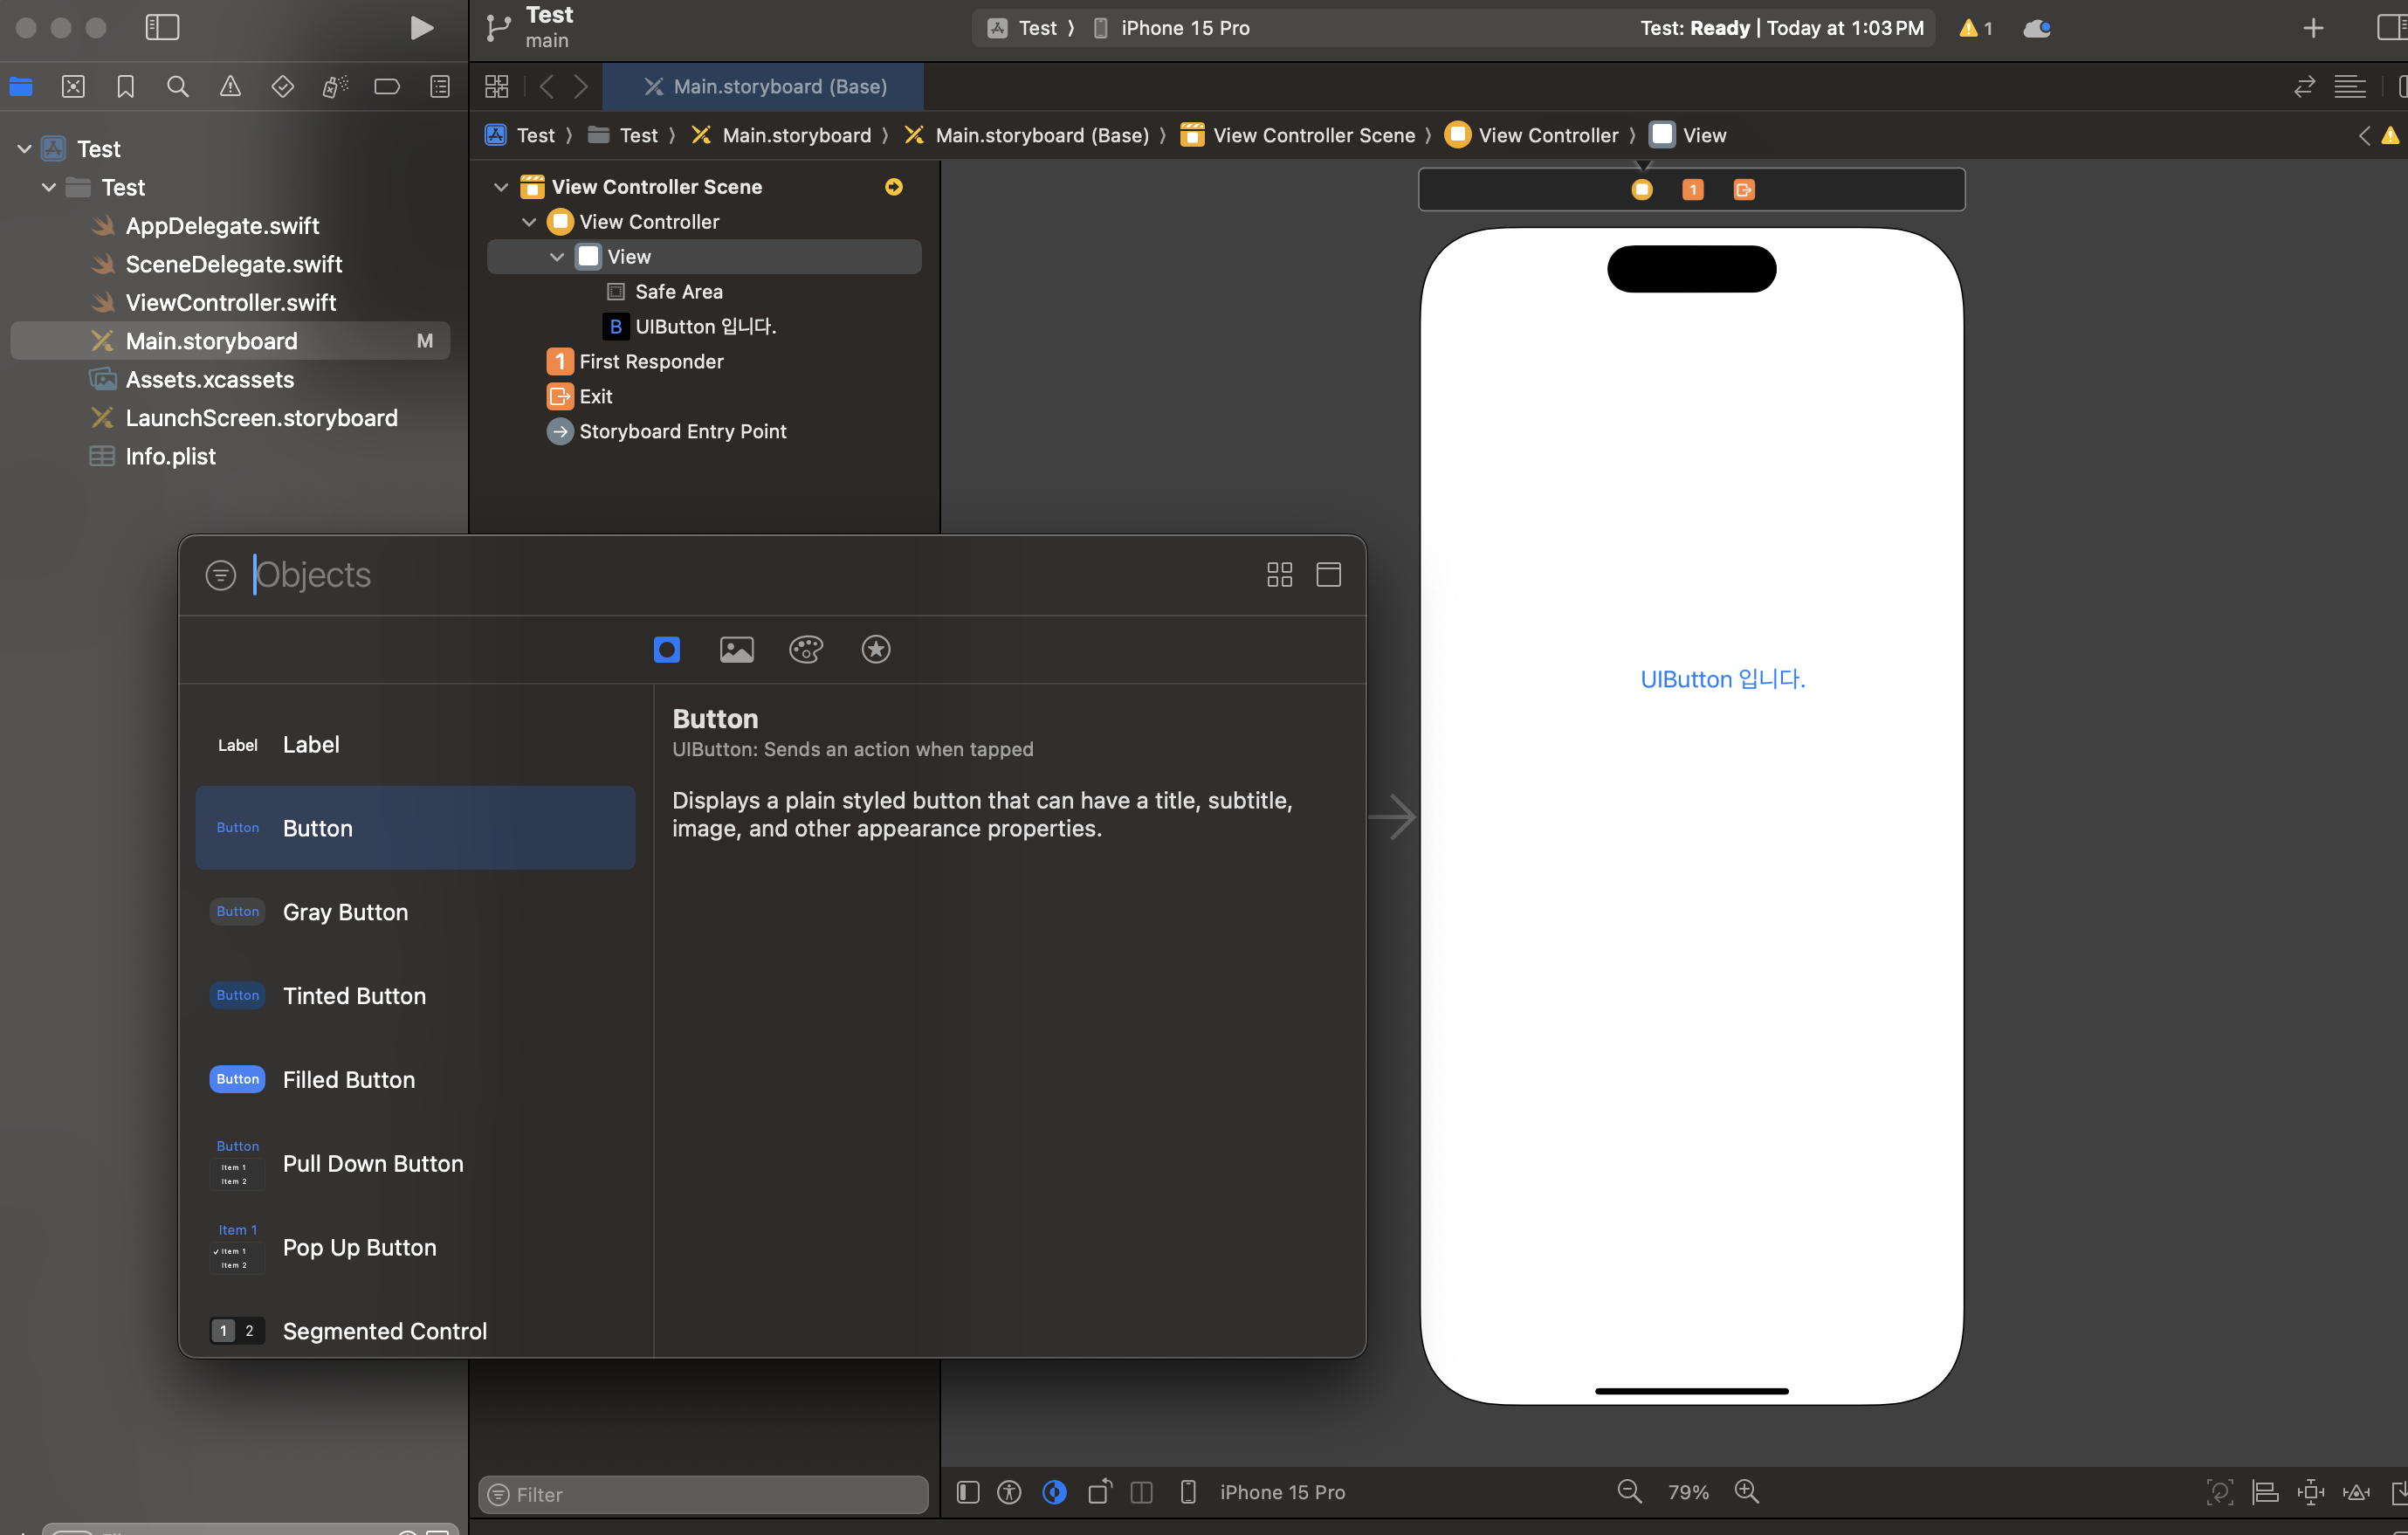 Test
main
Test 〉 iPhone 15 Pro
Test: Ready | Today at 1:03 PM
1
Main.storyboard (Base)
Test 〉 Test 〉 Main.storyboard 〉 Main.storyboard (Base) 〉 View Controller Scene 〉 View Controller 〉 View
Test
Test
AppDelegate.swift
SceneDelegate.swift
ViewController.swift
Main.storyboard M
Assets.xcassets
LaunchScreen.storyboard
Info.plist
View Controller Scene
View Controller
View
Safe Area
B UIButton 입니다.
1 First Responder
Exit
Storyboard Entry Point
1
UIButton 입니다.
Objects
Label Label
Button Button
Button Gray Button
Button Tinted Button
Button Filled Button
Button
Item 1
Item 2
Pull Down Button
Item 1
✓ Item 1
Item 2
Pop Up Button
1 2 Segmented Control
Button
UIButton: Sends an action when tapped
Displays a plain styled button that can have a title, subtitle,
image, and other appearance properties.
Filter
iPhone 15 Pro
79%